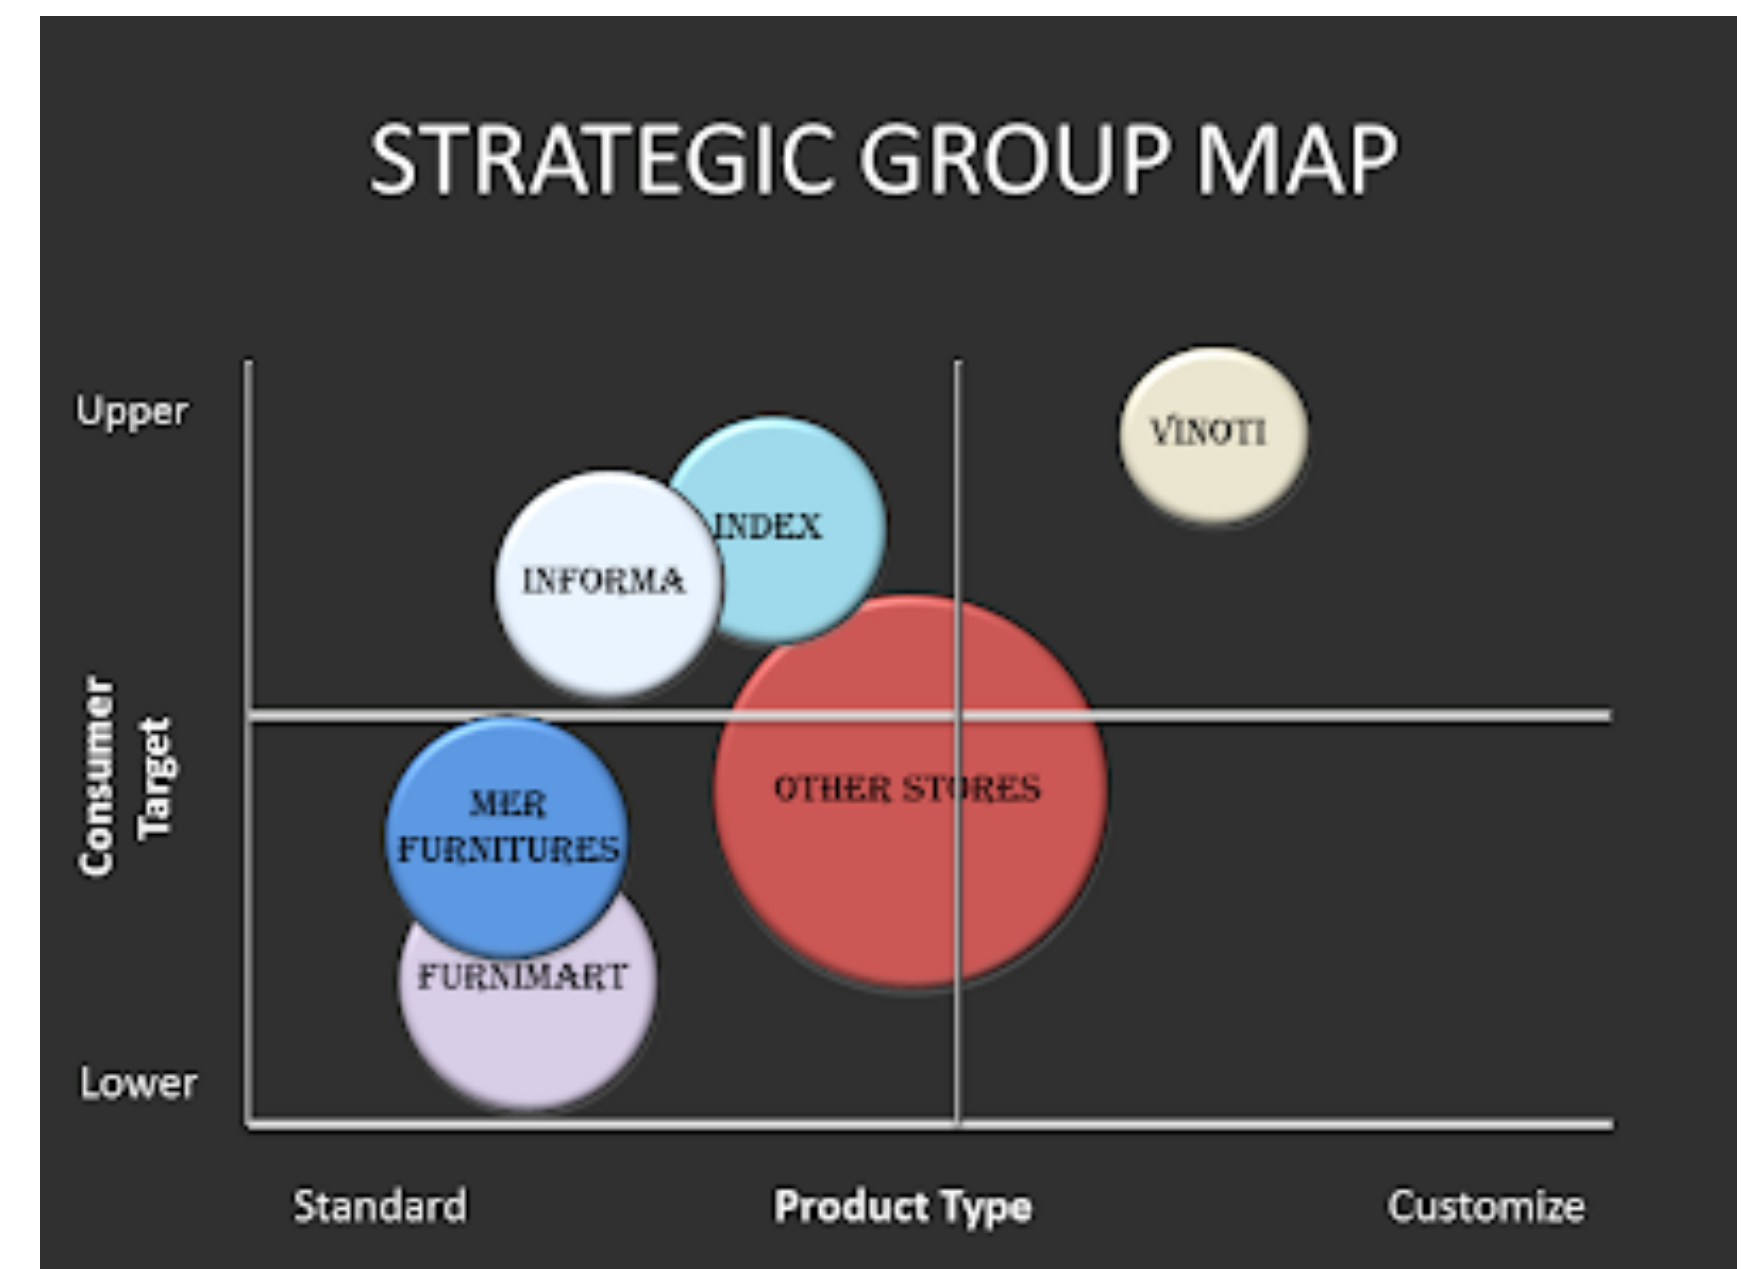 STRATEGIC GROUP MAP
Upper
VINOTI
INDEX
INFORMA
Consumer
Target
OTHER STORES
MER
FURNITURES
FURNIMART
Lower
Standard
Product Type
Customize